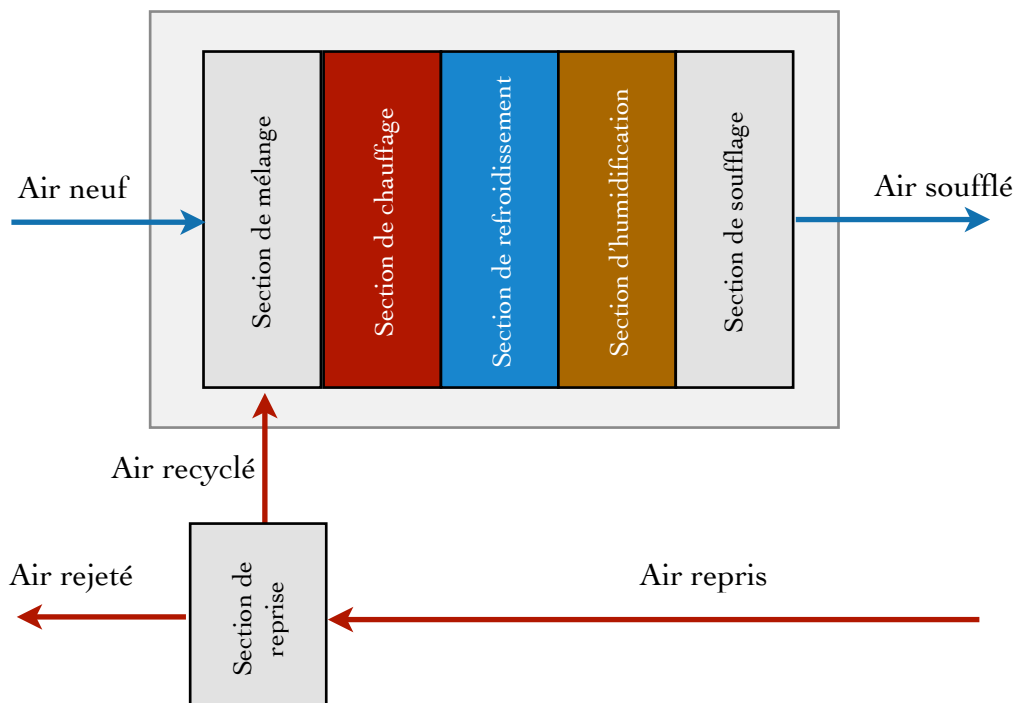 Air neuf
Section de mélange
Section de chauffage
Section de refroidissement
Section d'humidification
Section de soufflage
Air soufflé
Air recyclé
Air rejeté
Section de
reprise
Air repris